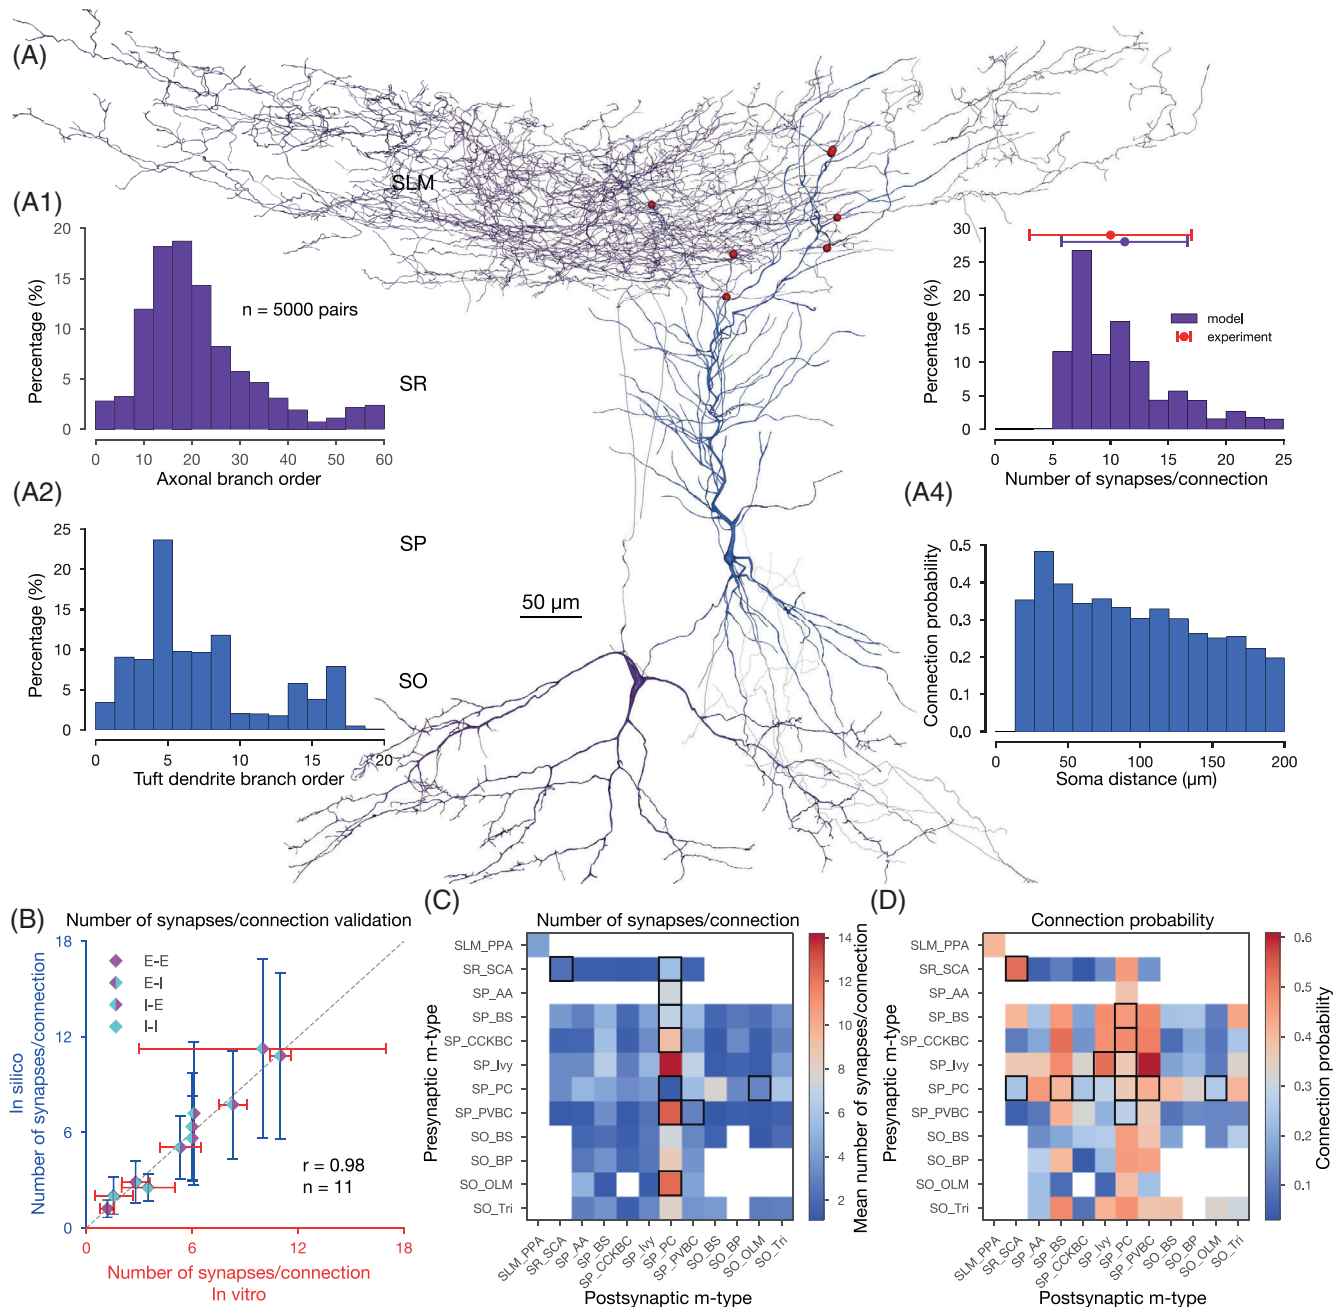 (A)
SLM
(A1)
20
15
10
5
0
Percentage (%)
n = 5000 pairs
0 10 20 30 40 50 60
Axonal branch order
SR
30
25
20
15
10
5
0
Percentage (%)
model
experiment
0 5 10 15 20 25
Number of synapses/connection
(A2)
25
20
15
10
5
0
Percentage (%)
0 5 10 15 20
Tuft dendrite branch order
SP
50 µm
SO
(A4)
0.5
0.4
0.3
0.2
0.1
0.0
Connection probability
0 50 100 150 200
Soma distance (µm)
(B)
Number of synapses/connection validation
18
12
6
0
In silico
Number of synapses/connection
E-E
E-I
I-E
I-I
r = 0.98
n = 11
0 6 12 18
Number of synapses/connection
In vitro
(C)
Number of synapses/connection
Presynaptic m-type
SLM_PPA
SR_SCA
SP_AA
SP_BS
SP_CCKBC
SP_Ivy
SP_PC
SP_PVBC
SO_BS
SO_BP
SO_OLM
SO_Tri
SLM_PPA
SR_SCA
SP_AA
SP_BS
SP_CCKBC
SP_Ivy
SP_PC
SP_PVBC
SO_BS
SO_BP
SO_OLM
SO_Tri
Postsynaptic m-type
14
12
10
8
6
4
2
Mean number of synapses/connection
(D)
Connection probability
Presynaptic m-type
SLM_PPA
SR_SCA
SP_AA
SP_BS
SP_CCKBC
SP_Ivy
SP_PC
SP_PVBC
SO_BS
SO_BP
SO_OLM
SO_Tri
SLM_PPA
SR_SCA
SP_AA
SP_BS
SP_CCKBC
SP_Ivy
SP_PC
SP_PVBC
SO_BS
SO_BP
SO_OLM
SO_Tri
Postsynaptic m-type
0.6
0.5
0.4
0.3
0.2
0.1
Connection probability